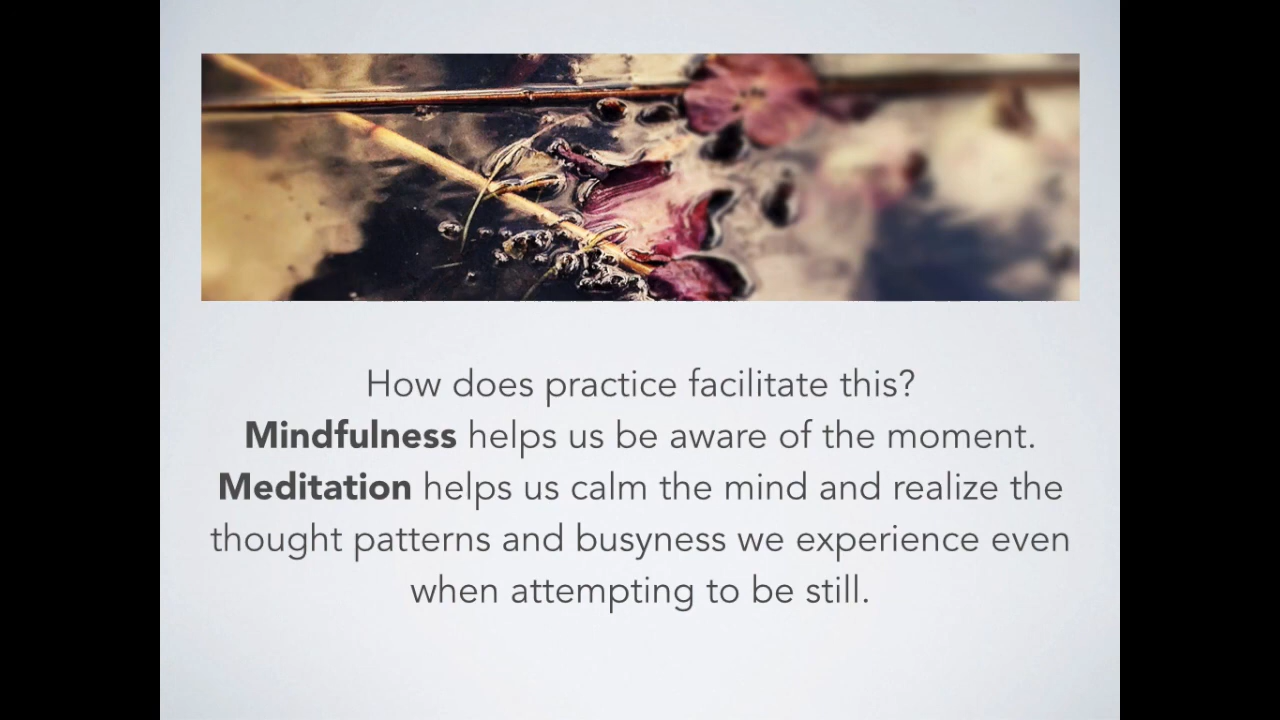 How does practice facilitate this?
Mindfulness helps us be aware of the moment.
Meditation helps us calm the mind and realize the
thought patterns and busyness we experience even
when attempting to be still.